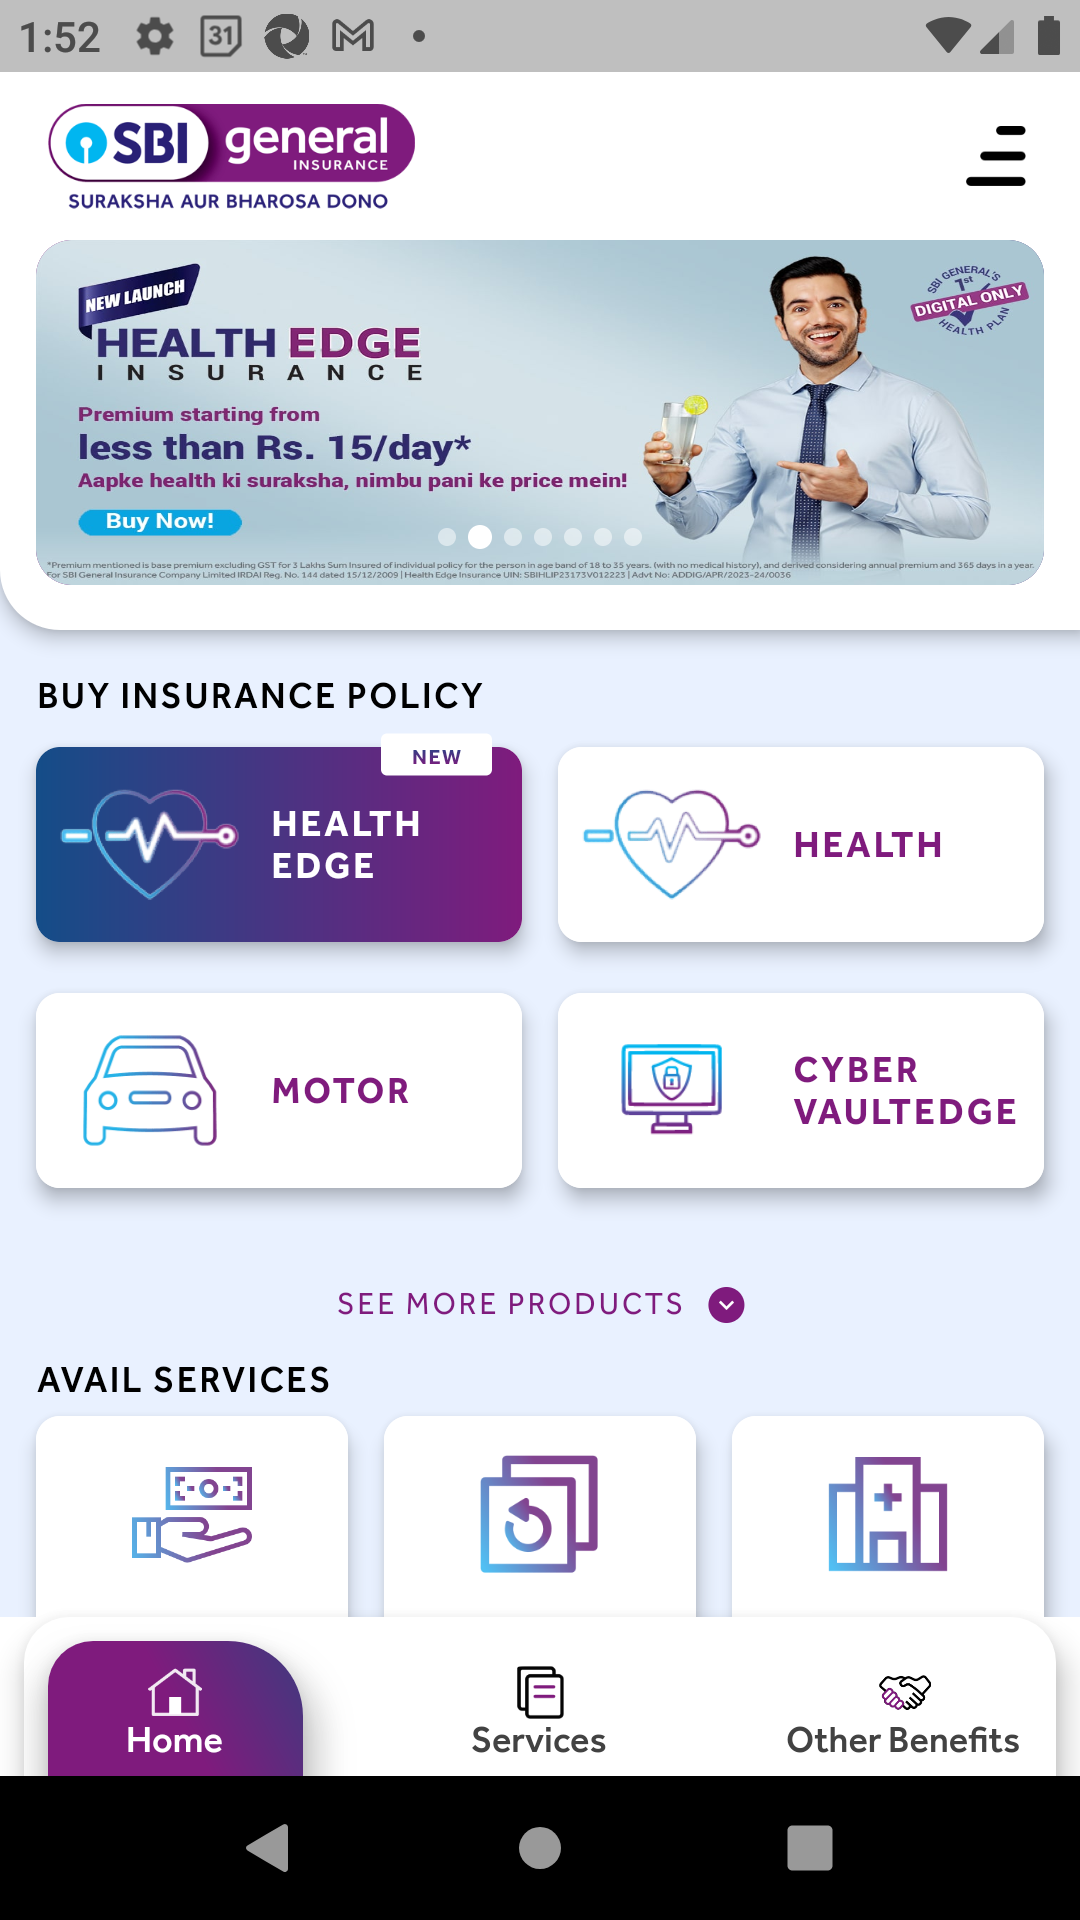 1:52
31
SBI general
INSURANCE
SURAKSHA AUR BHAROSA DONO
NEW LAUNCH
HEALTH EDGE
INSURANCE
Premium starting from
less than Rs. 15/day*
Aapke health ki suraksha, nimbu pani ke price mein!
Buy Now!
SBI GENERAL'S
1st
DIGITAL ONLY
HEALTH PLAN
*Premium mentioned is base premium excluding GST for 3 Lakhs Sum Insured of individual policy for the person in age band of 18 to 35 years. (with no medical history), and derived considering annual premium and 365 days in a year.
For SBI General Insurance Company Limited IRDAI Reg. No. 144 dated 15/12/2009 | Health Edge Insurance UIN: SBIHLIP23173V012223 | Advt No: ADDIG/APR/2023-24/0036
BUY INSURANCE POLICY
NEW
HEALTH
EDGE
HEALTH
MOTOR
CYBER
VAULTEDGE
SEE MORE PRODUCTS
AVAIL SERVICES
Home
Services
Other Benefits